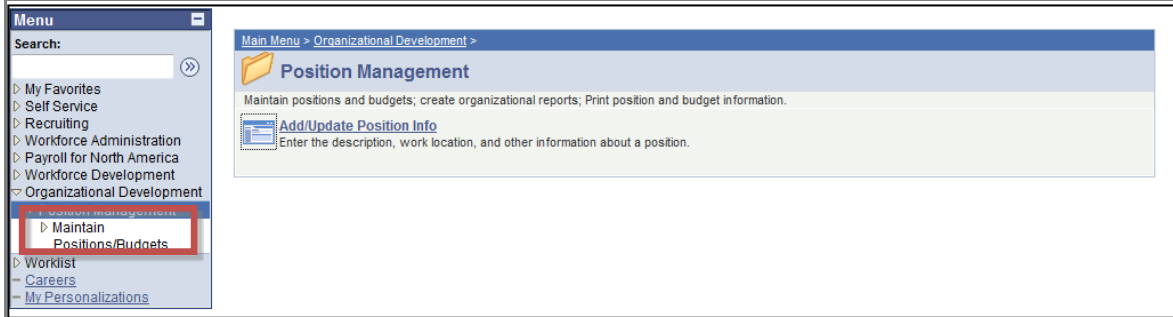 Menu
Search:
My Favorites
Self Service
Recruiting
Workforce Administration
Payroll for North America
Workforce Development
Organizational Development
Position Management
Maintain
Positions/Budgets
Worklist
Careers
My Personalizations
Main Menu > Organizational Development >
Position Management
Maintain positions and budgets; create organizational reports; Print position and budget information.
Add/Update Position Info
Enter the description, work location, and other information about a position.